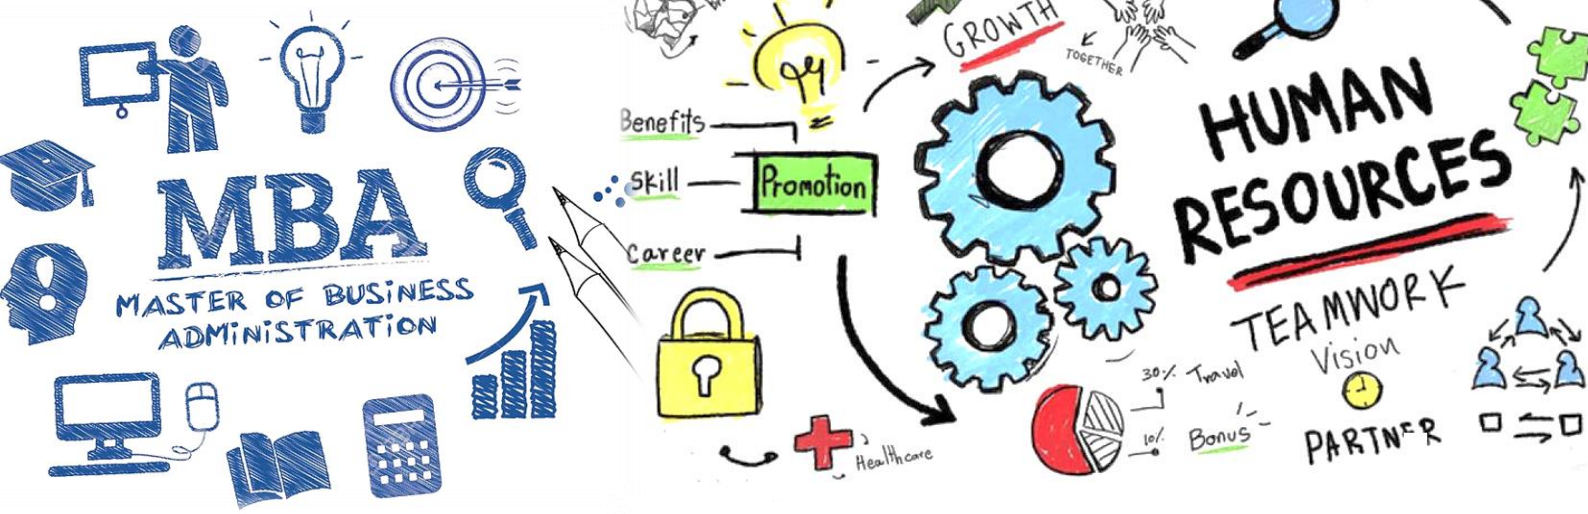 MBA
MASTER OF BUSINESS
ADMINISTRATION
GROWTH
TOGETHER
Benefits
Skill
Promotion
Career
Healthcare
HUMAN
RESOURCES
TEAMWORK
Vision
30% Travel
10% Bonus
PARTNER